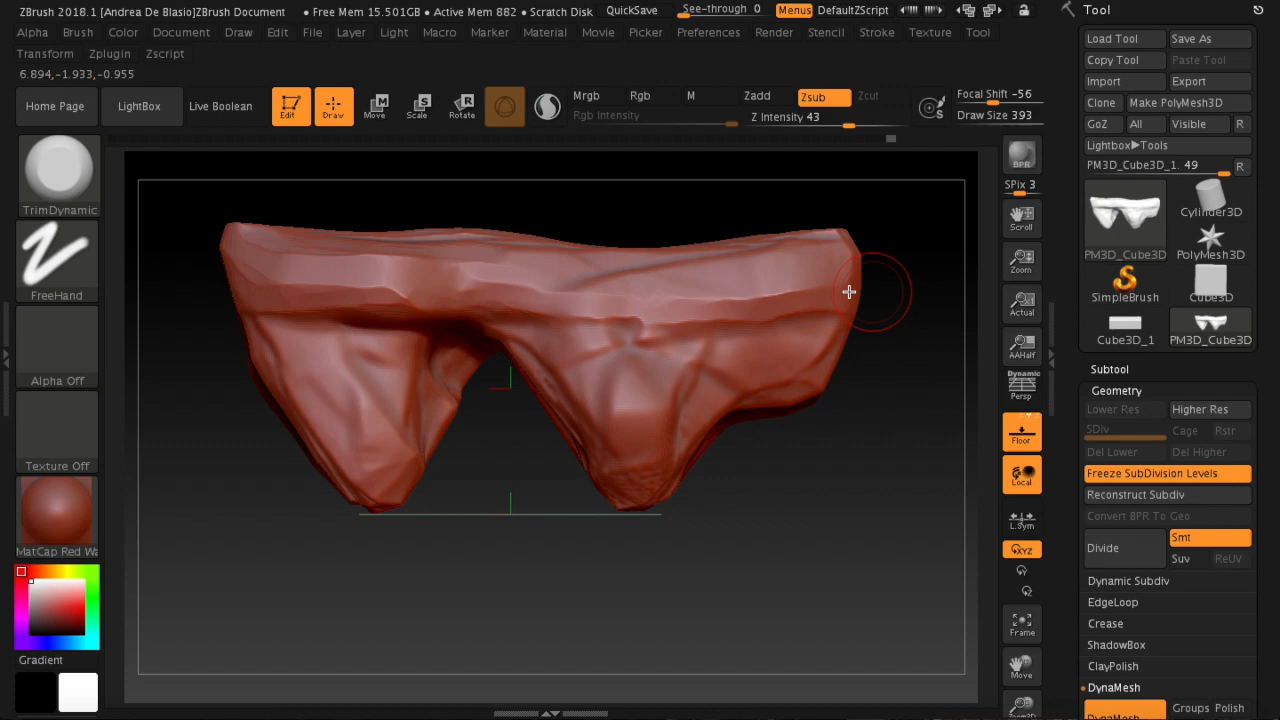 ZBrush 2018.1 [Andrea De Blasio]ZBrush Document • Free Mem 15.501GB • Active Mem 882 • Scratch Disk QuickSave See-through 0 Menus DefaultZScript
Alpha Brush Color Document Draw Edit File Layer Light Macro Marker Material Movie Picker Preferences Render Stencil Stroke Texture Tool
Transform Zplugin Zscript
6.894,-1.933,-0.955
Home Page LightBox Live Boolean Edit Draw Move Scale Rotate
Mrgb Rgb M Zadd Zsub Zcut Focal Shift -56
Rgb Intensity Z Intensity 43 Draw Size 393
TrimDynamic
FreeHand
Alpha Off
Texture Off
MatCap Red Wa
Gradient
BPR
SPix 3
Scroll
Zoom
Actual
AAHalf
Dynamic
Persp
Floor
Local
L.Sym
XYZ
Y
Z
Frame
Move
Zoom3D
Tool
Load Tool Save As
Copy Tool Paste Tool
Import Export
Clone Make PolyMesh3D
GoZ All Visible R
Lightbox▶Tools
PM3D_Cube3D_1. 49 R
Cylinder3D
PM3D_Cube3D PolyMesh3D
SimpleBrush Cube3D
Cube3D_1 PM3D_Cube3D
Subtool
Geometry
Lower Res Higher Res
SDiv Cage Rstr
Del Lower Del Higher
Freeze SubDivision Levels
Reconstruct Subdiv
Convert BPR To Geo
Divide Smt
Suv ReUV
Dynamic Subdiv
EdgeLoop
Crease
ShadowBox
ClayPolish
DynaMesh
DynaMesh Groups Polish